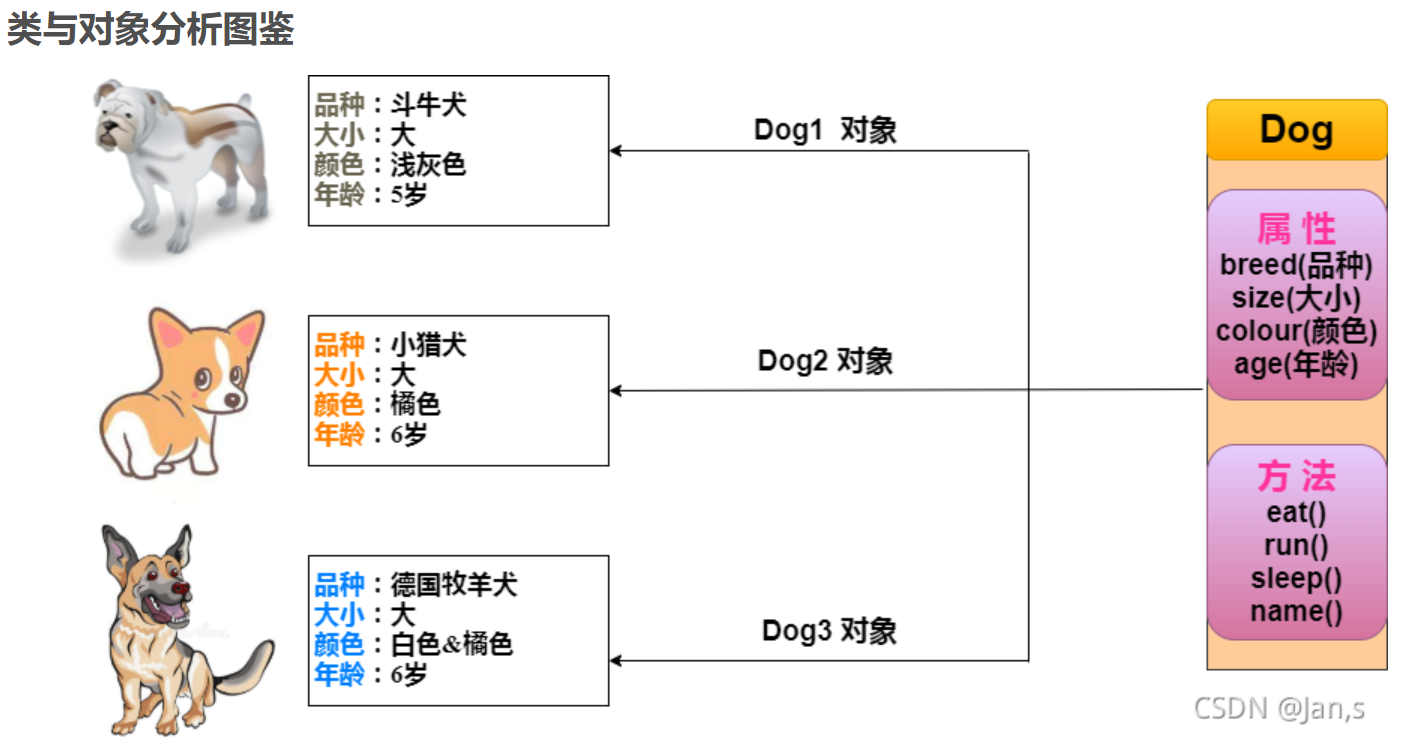 类与对象分析图鉴
品种：斗牛犬
大小：大
颜色：浅灰色
年龄：5岁
Dog1 对象
品种：小猎犬
大小：大
颜色：橘色
年龄：6岁
Dog2 对象
品种：德国牧羊犬
大小：大
颜色：白色&橘色
年龄：6岁
Dog3 对象
Dog
属 性
breed(品种)
size(大小)
colour(颜色)
age(年龄)
方 法
eat()
run()
sleep()
name()
CSDN @Jan,s